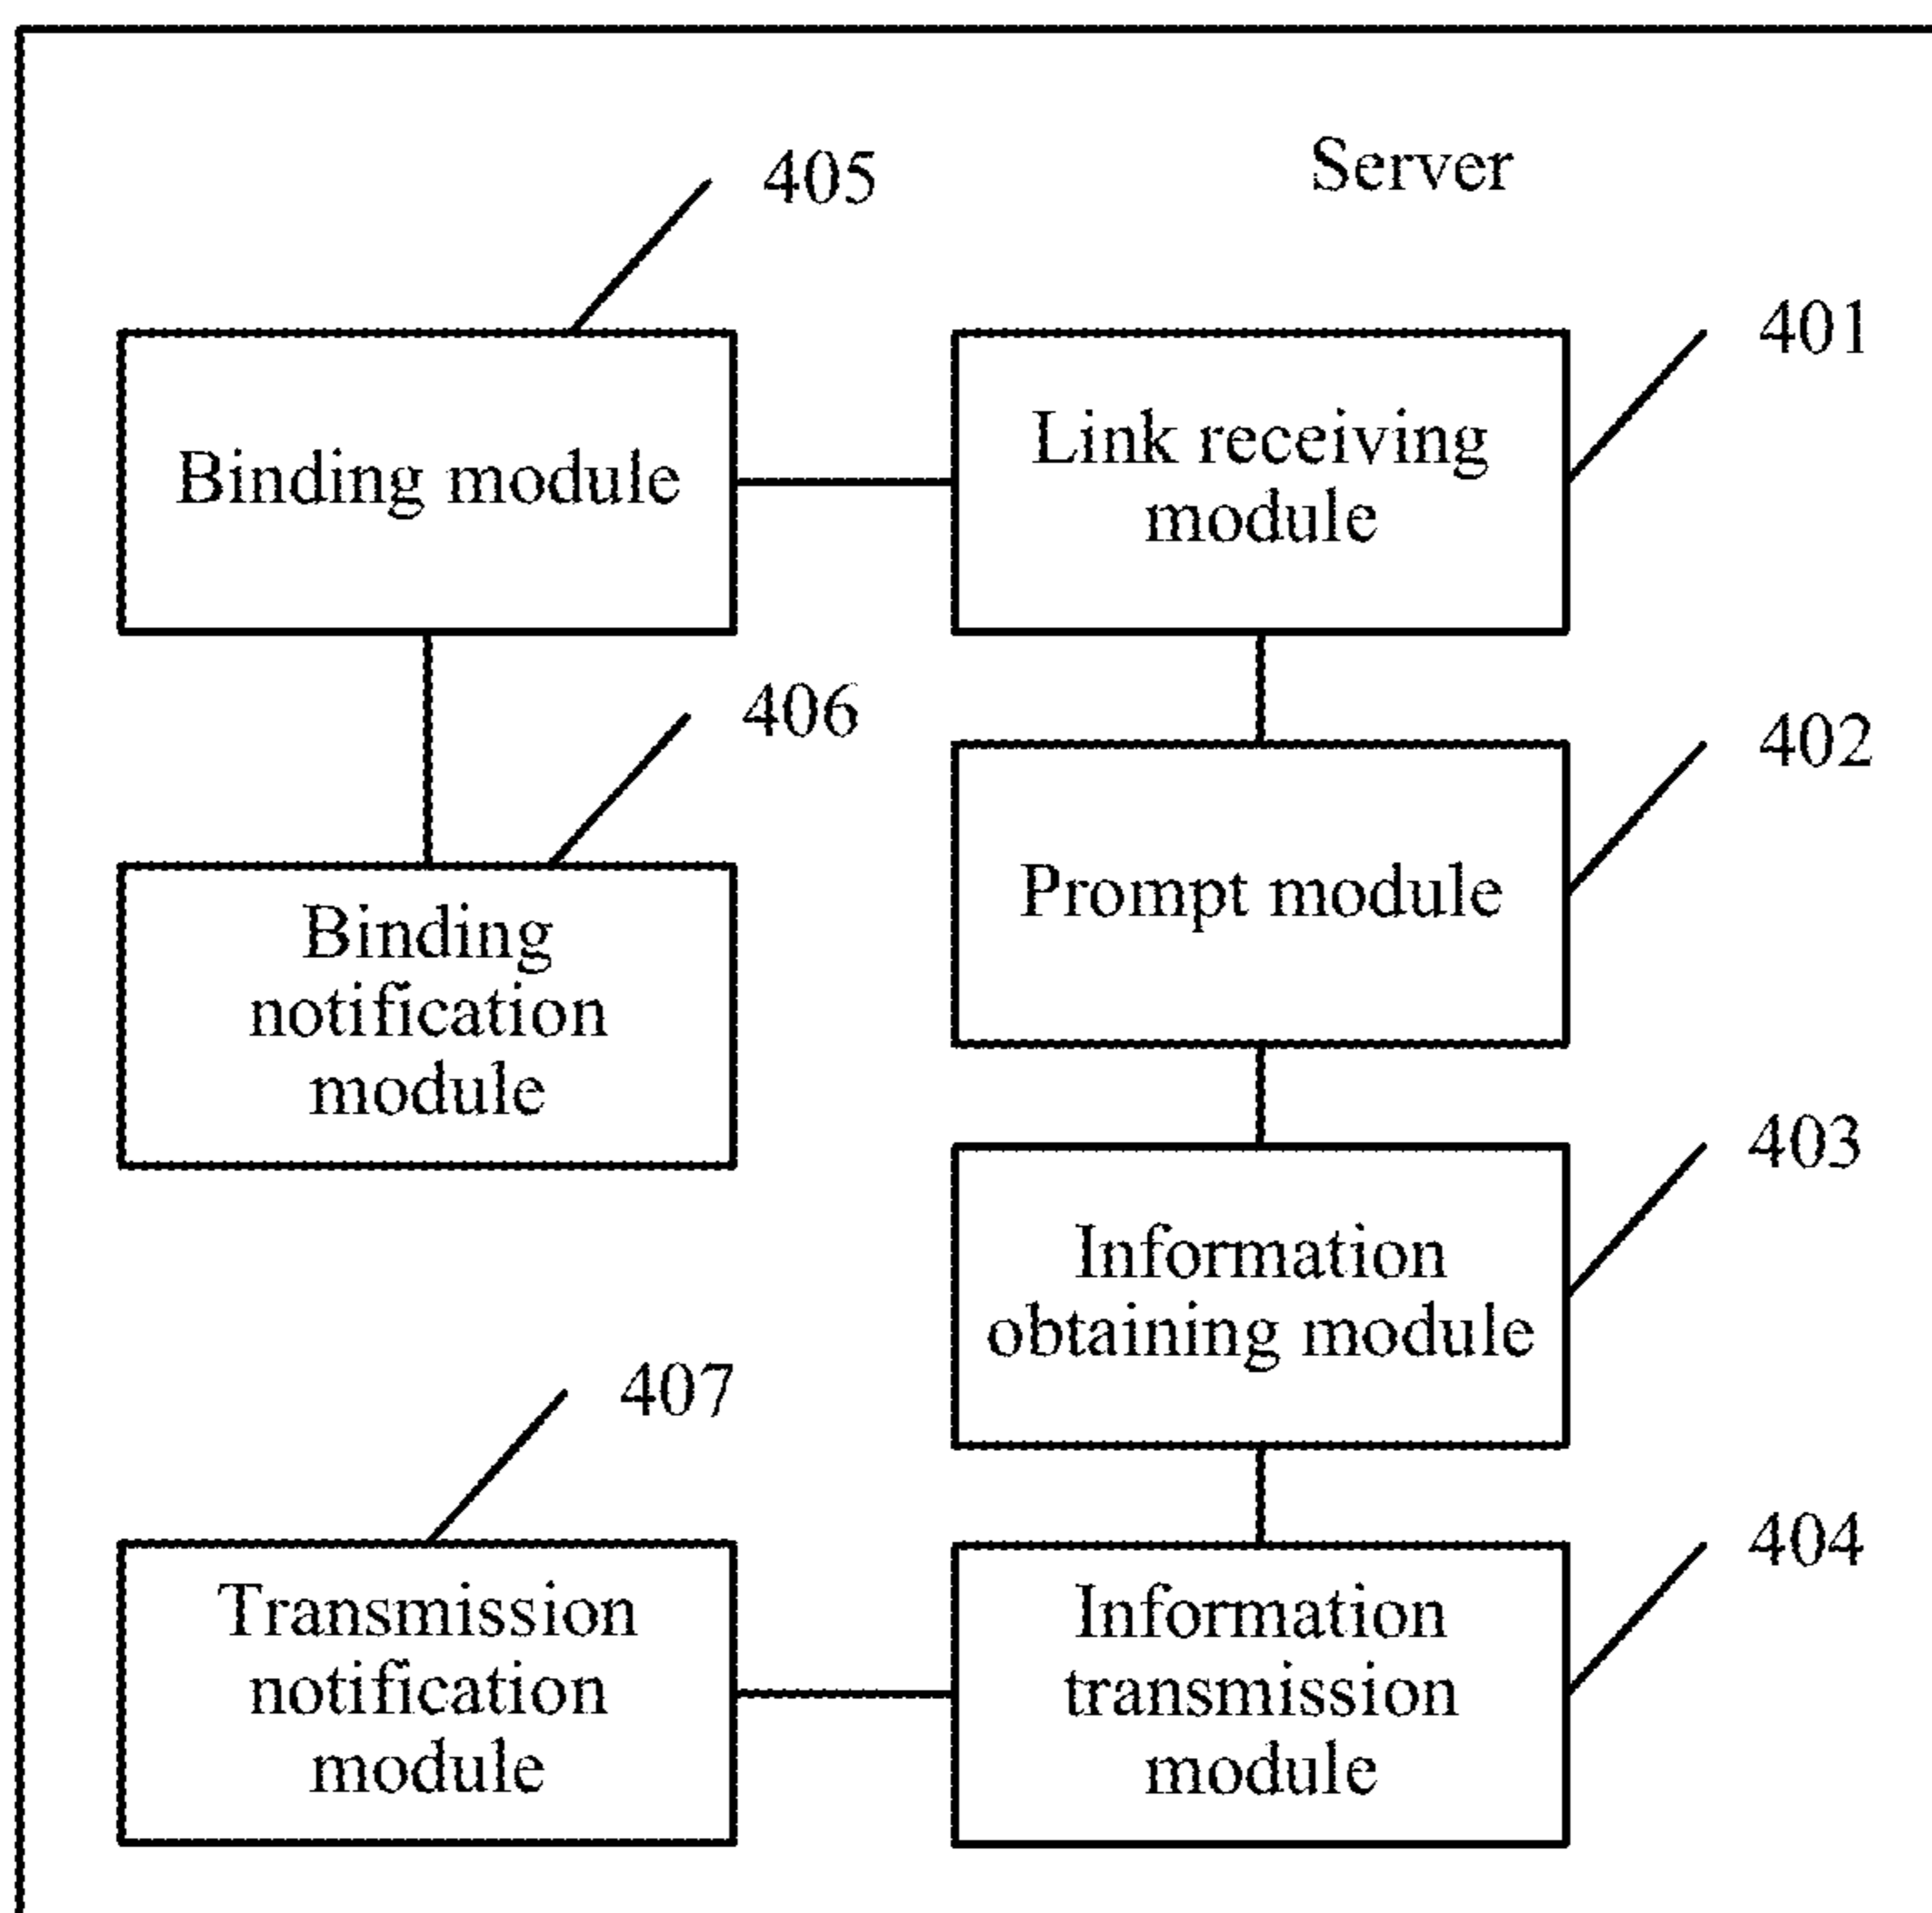 Server
405
401
Binding module
Link receiving
module
406
402
Binding
notification
module
Prompt module
403
Information
obtaining module
407
404
Transmission
notification
module
Information
transmission
module